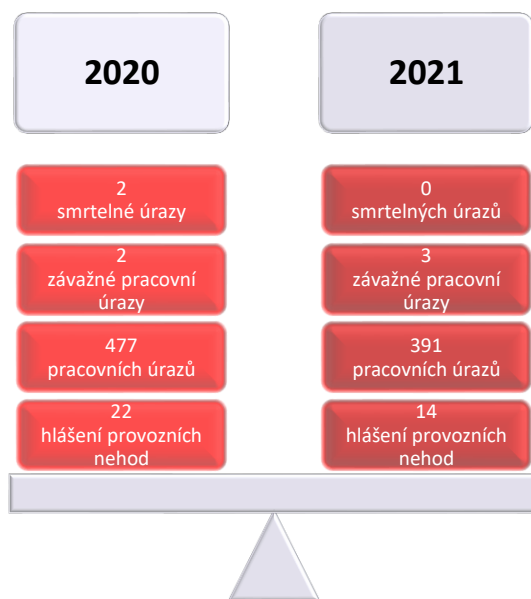 2020
2
smrtelné úrazy
2
závažné pracovní
úrazy
477
pracovních úrazů
22
hlášení provozních
nehod
2021
0
smrtelných úrazů
3
závažné pracovní
úrazy
391
pracovních úrazů
14
hlášení provozních
nehod